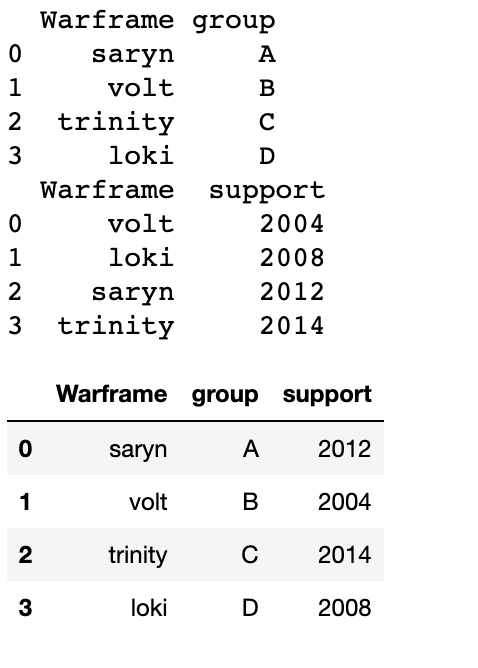 Warframe group
0 saryn A
1 volt B
2 trinity C
3 loki D
Warframe support
0 volt 2004
1 loki 2008
2 saryn 2012
3 trinity 2014
Warframe group support
0 saryn A 2012
1 volt B 2004
2 trinity C 2014
3 loki D 2008